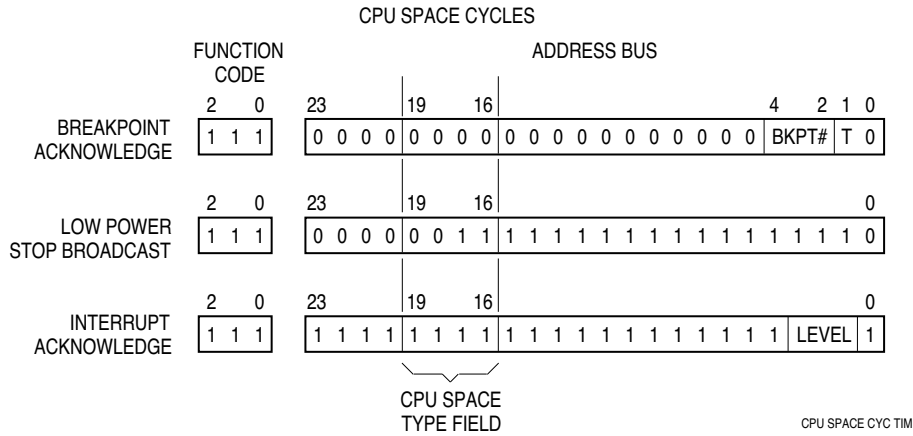 CPU SPACE CYCLES
FUNCTION CODE ADDRESS BUS
2 0 23 19 16 4 2 1 0
BREAKPOINT ACKNOWLEDGE 1 1 1 0 0 0 0 0 0 0 0 0 0 0 0 0 0 0 0 0 0 0 BKPT# T 0
2 0 23 19 16 0
LOW POWER STOP BROADCAST 1 1 1 0 0 0 0 0 0 1 1 1 1 1 1 1 1 1 1 1 1 1 1 1 1 1 0
2 0 23 19 16 0
INTERRUPT ACKNOWLEDGE 1 1 1 1 1 1 1 1 1 1 1 1 1 1 1 1 1 1 1 1 1 1 1 LEVEL 1
CPU SPACE
TYPE FIELD
CPU SPACE CYC TIM